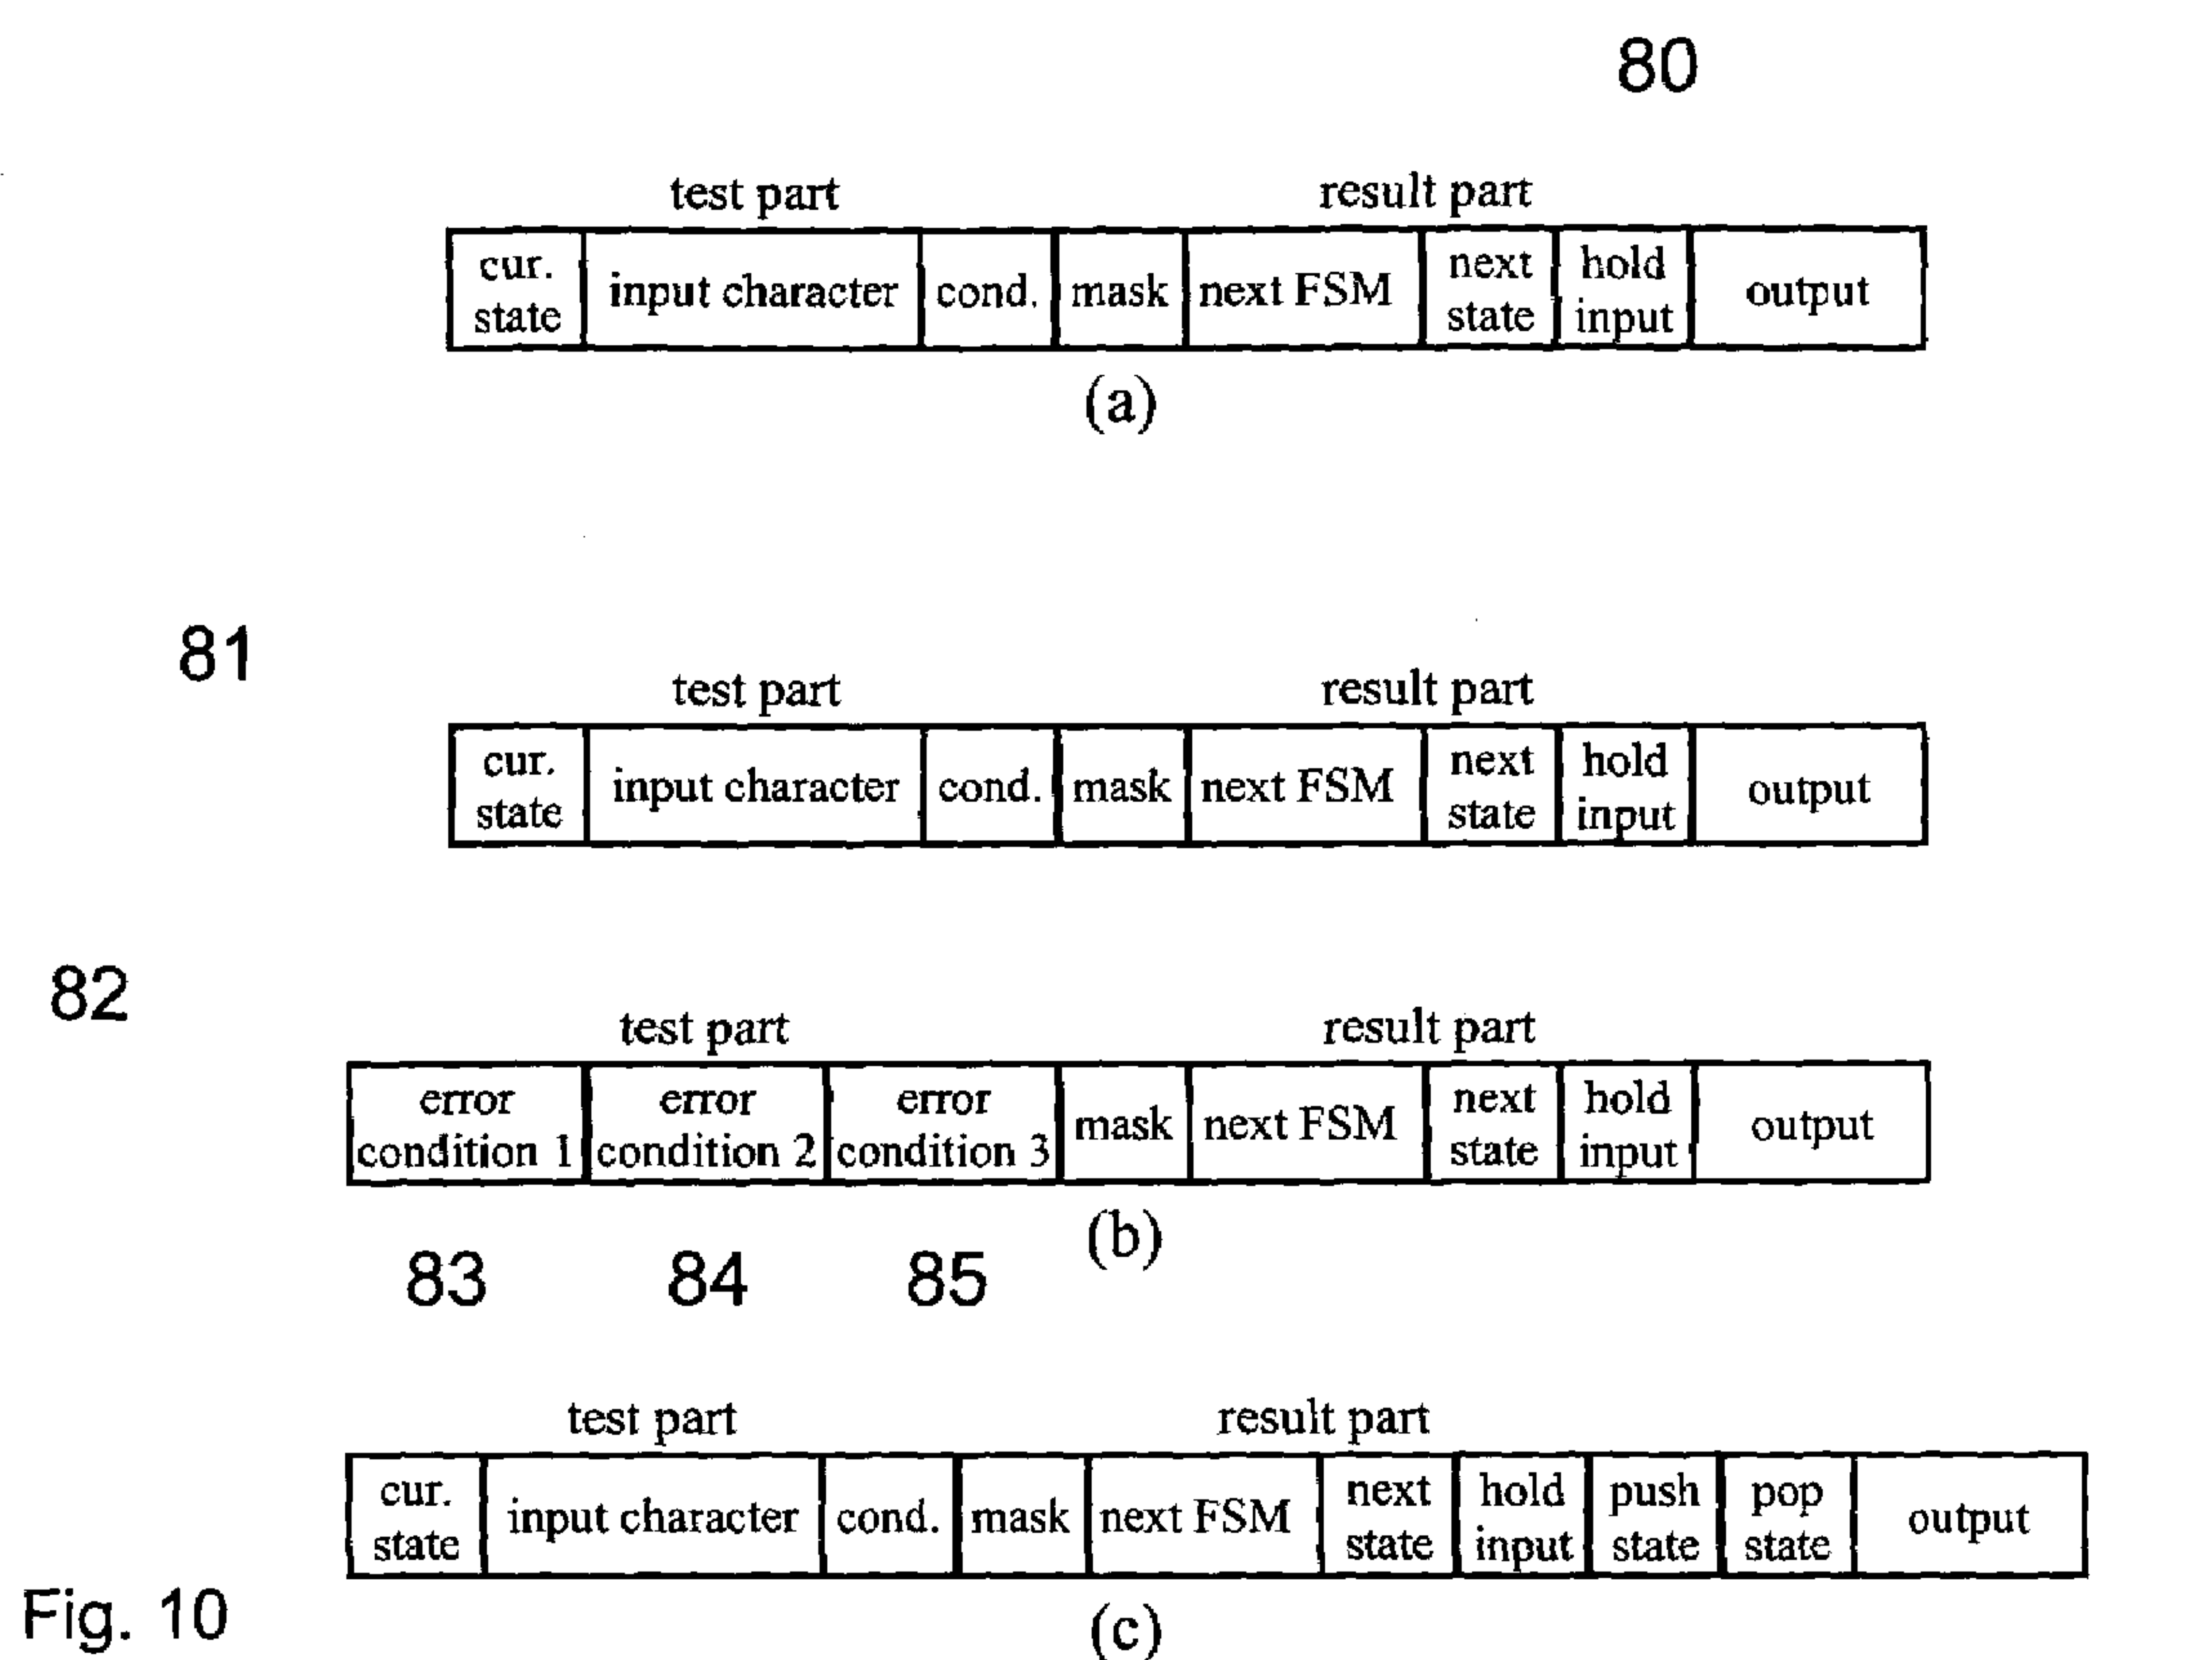 80
test part result part
cur. state input character cond. mask next FSM next state hold input output
(a)
81
test part result part
cur. state input character cond. mask next FSM next state hold input output
82
test part result part
error condition 1 error condition 2 error condition 3 mask next FSM next state hold input output
(b)
83 84 85
test part result part
cur. state input character cond. mask next FSM next state hold input push state pop state output
(c)
Fig. 10